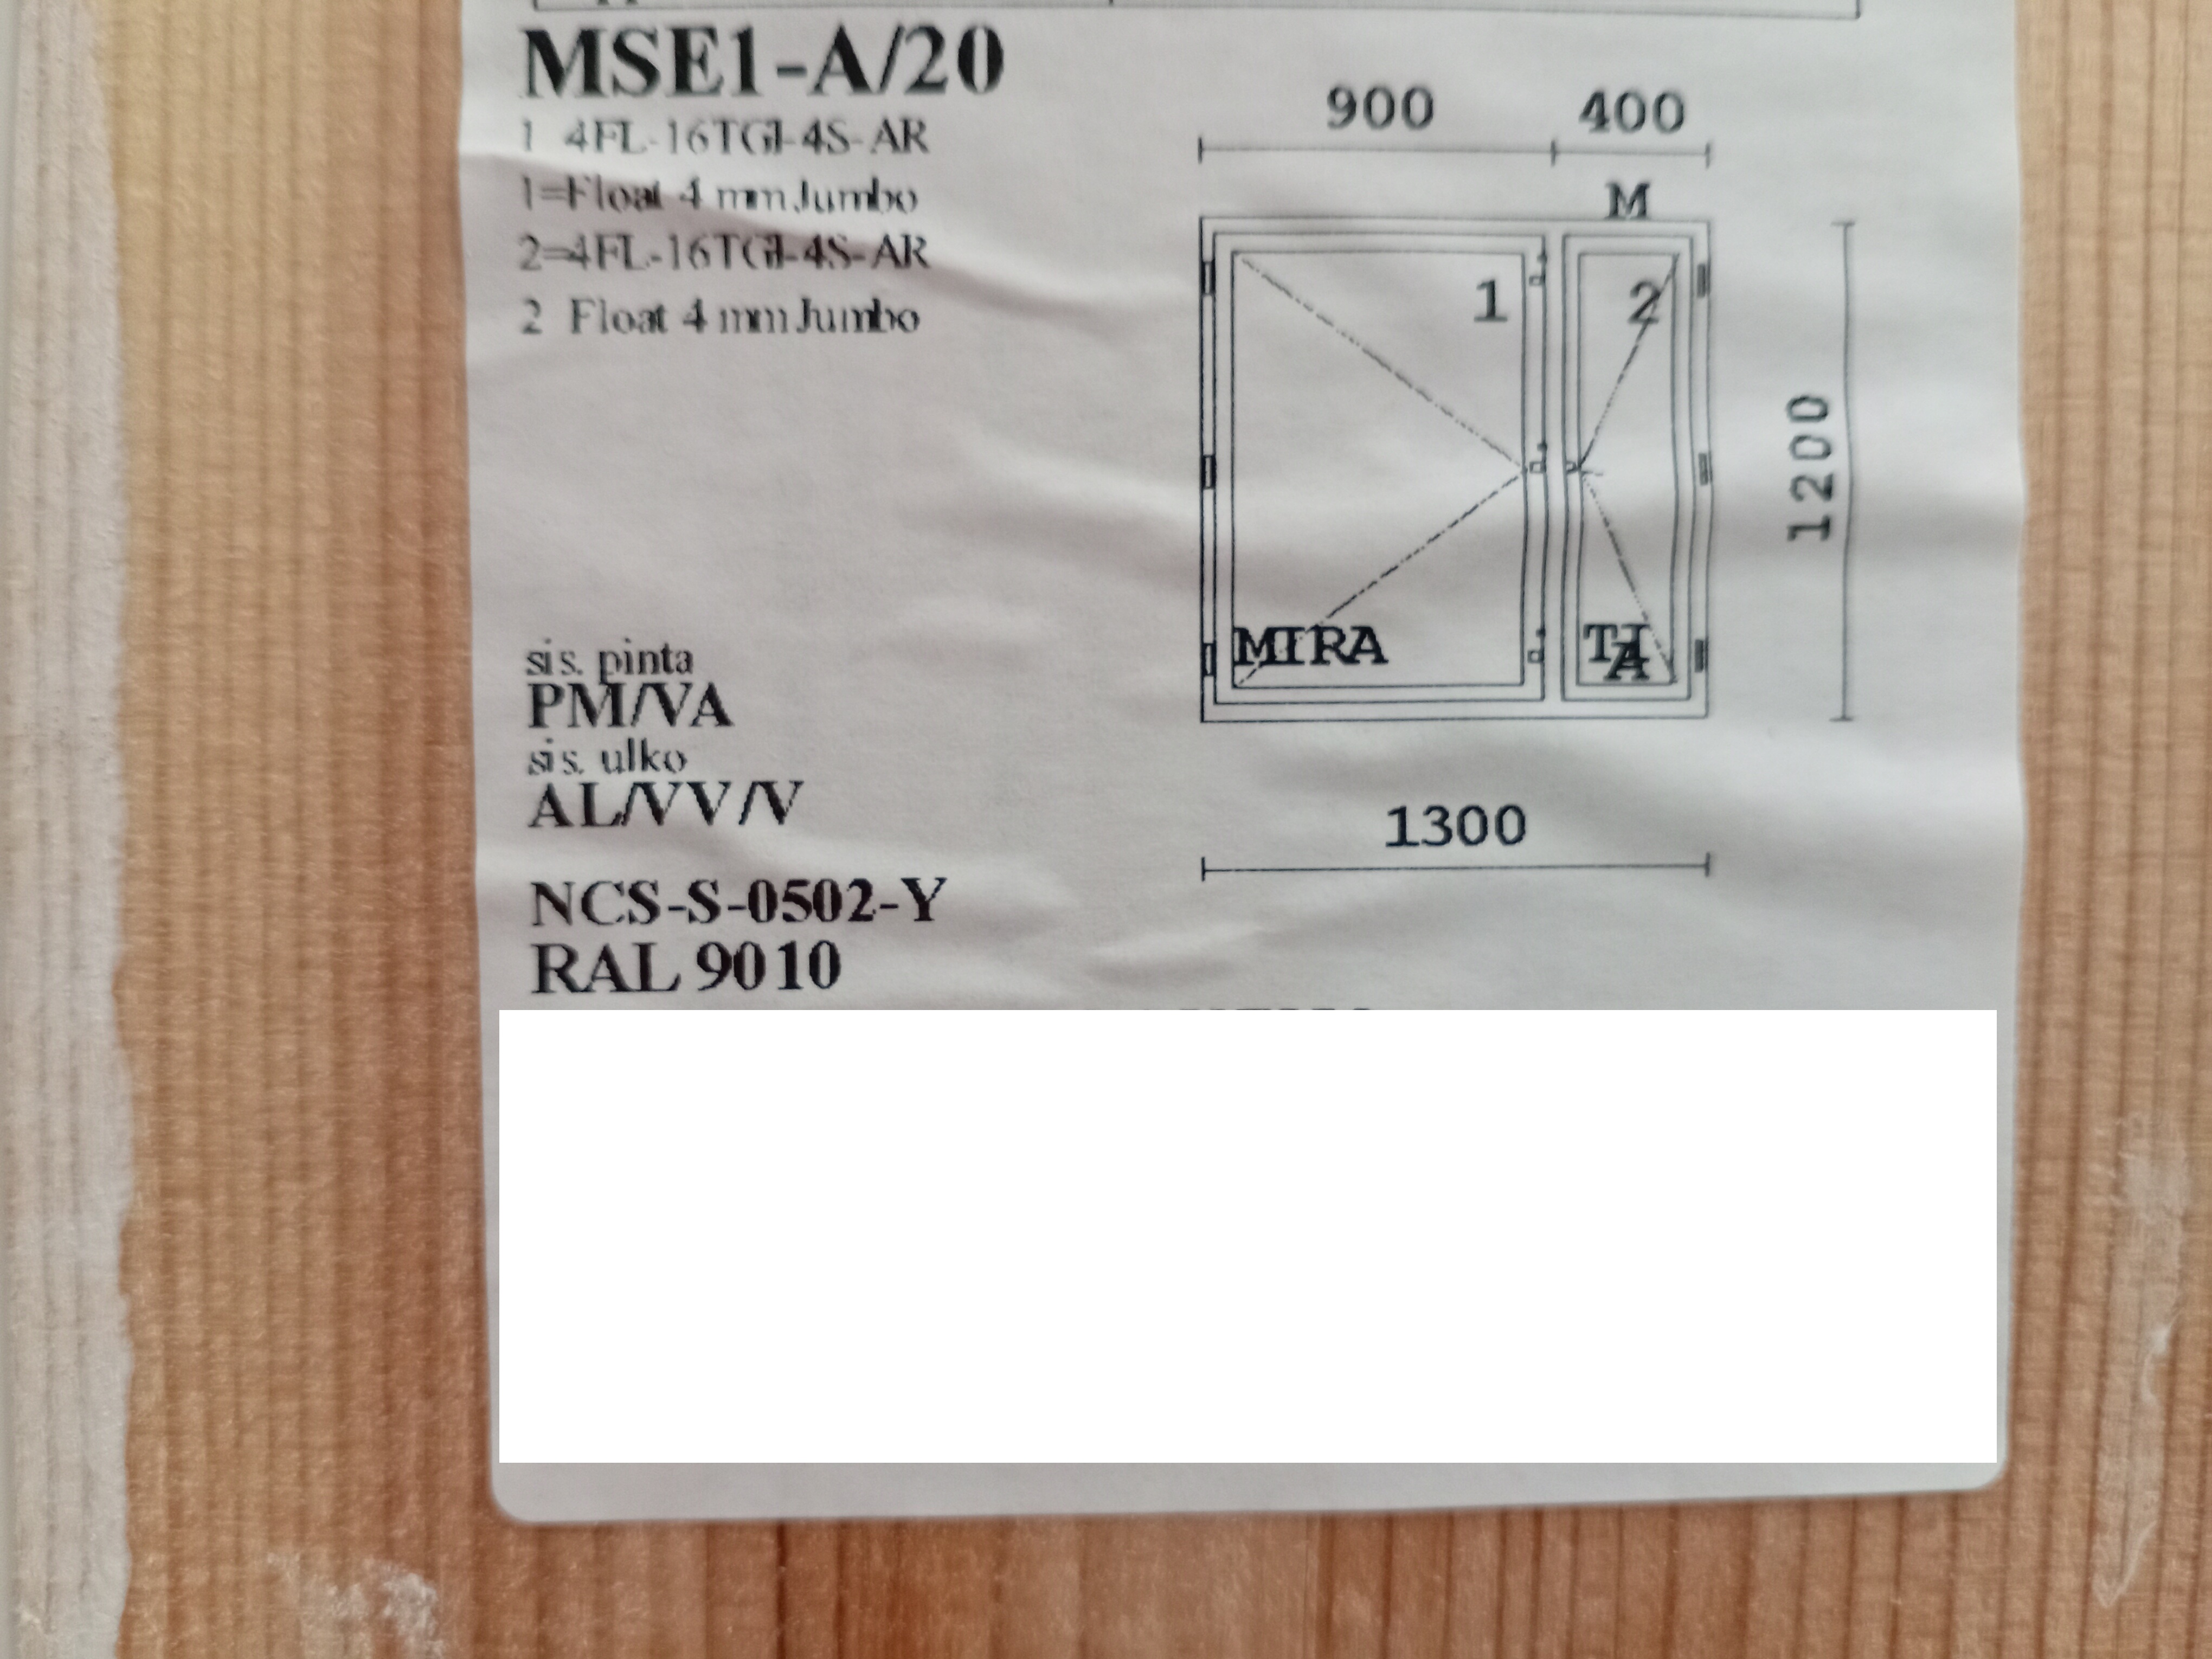 MSE1-A/20
1 4FL-16TGI-4S-AR
1=Float 4 mm Jumbo
2=4FL-16TGI-4S-AR
2 Float 4 mm Jumbo
900 400
M
1 2
MIRA
1200
1300
sis. pinta
PM/VA
sis. ulko
AL/VV/V
NCS-S-0502-Y
RAL 9010